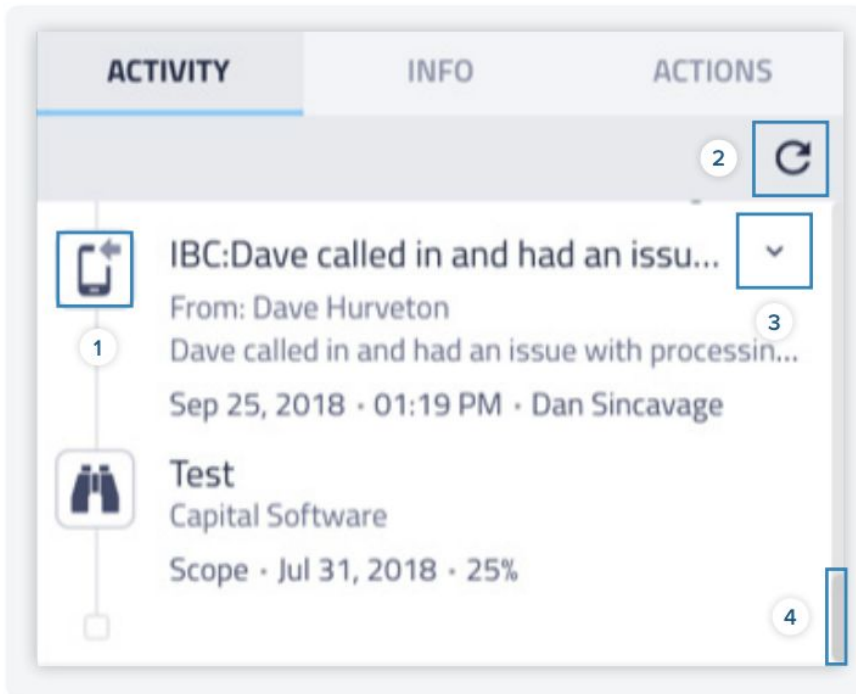 ACTIVITY INFO ACTIONS
2
IBC:Dave called in and had an issu...
From: Dave Hurveton
3
1
Dave called in and had an issue with processin...
Sep 25, 2018 · 01:19 PM · Dan Sincavage
Test
Capital Software
Scope · Jul 31, 2018 · 25%
4